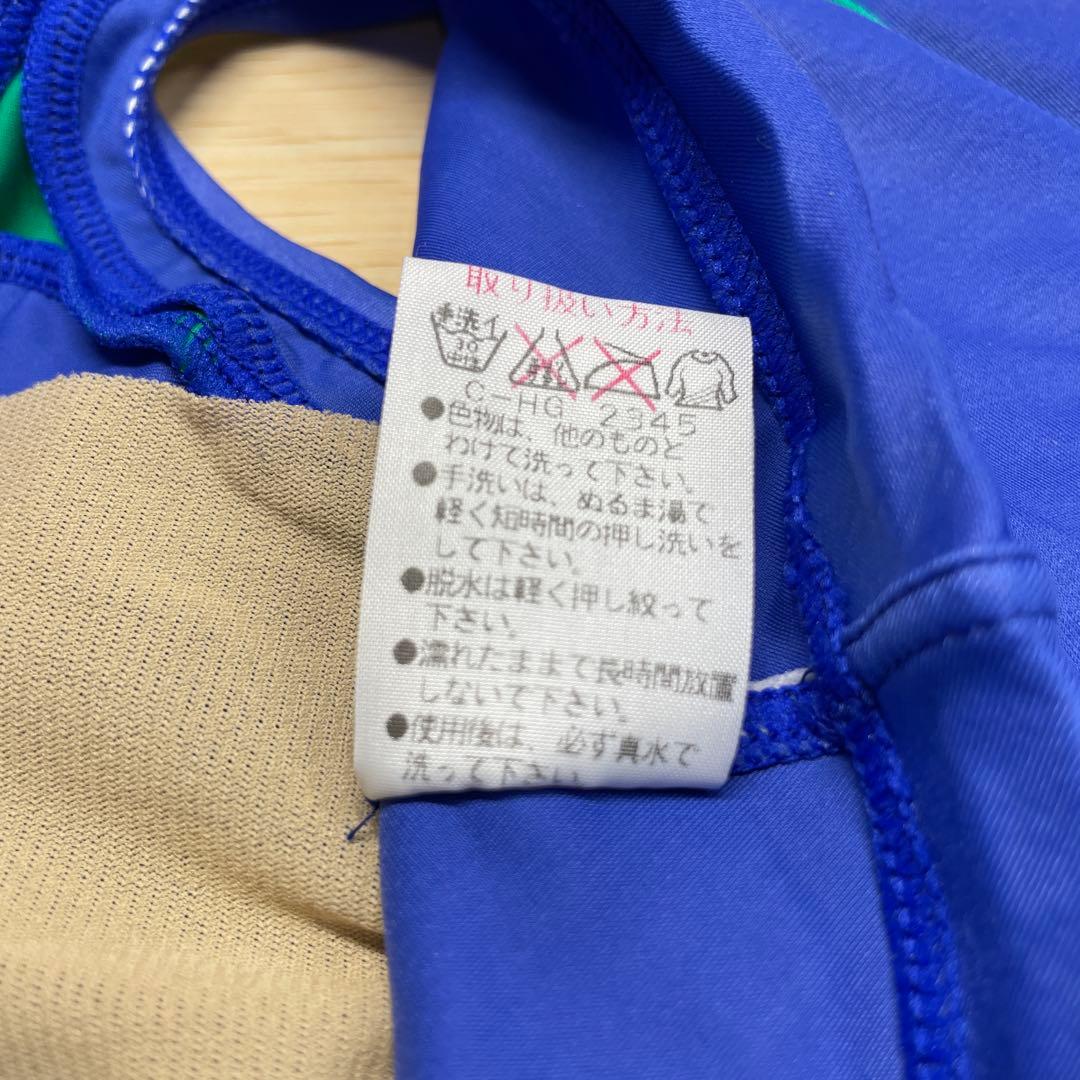 取り扱い方法
手洗イ
30
中性
C-HG 2345
●色物は、他のものと
わけて洗って下さい。
●手洗いは、ぬるま湯で
軽く短時間の押し洗いを
して下さい。
●脱水は軽く押し絞って
下さい。
●濡れたままで長時間放置
しないで下さい。
●使用後は、必ず真水で
洗って下さい